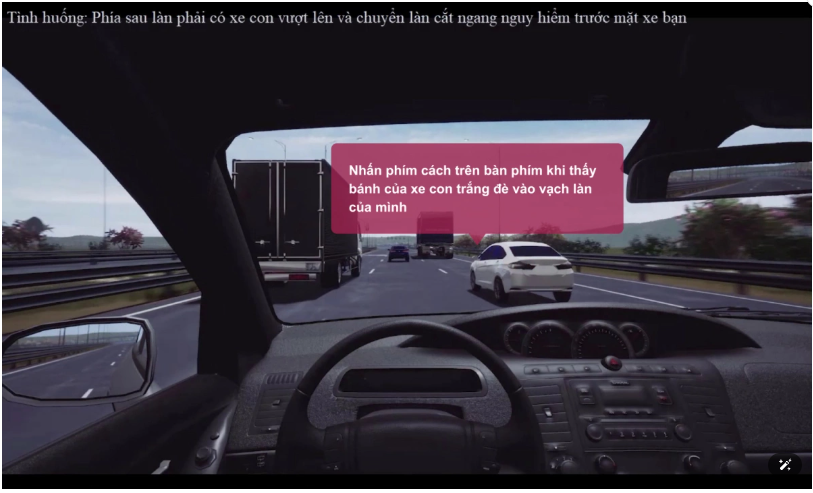 Tình huống: Phía sau làn phải có xe con vượt lên và chuyển làn cắt ngang nguy hiểm trước mặt xe bạn
Nhấn phím cách trên bàn phím khi thấy
bánh của xe con trắng đè vào vạch làn
của mình